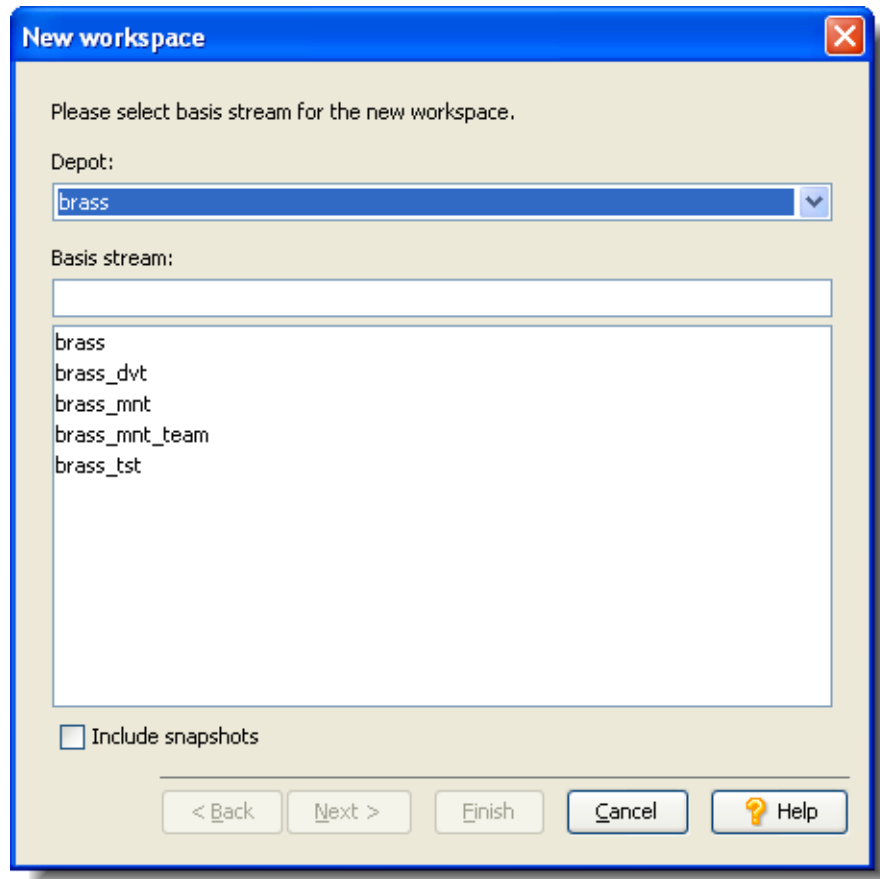 New workspace
Please select basis stream for the new workspace.
Depot:
brass
Basis stream:
brass
brass_dvt
brass_mnt
brass_mnt_team
brass_tst
Include snapshots
< Back Next > Finish Cancel Help